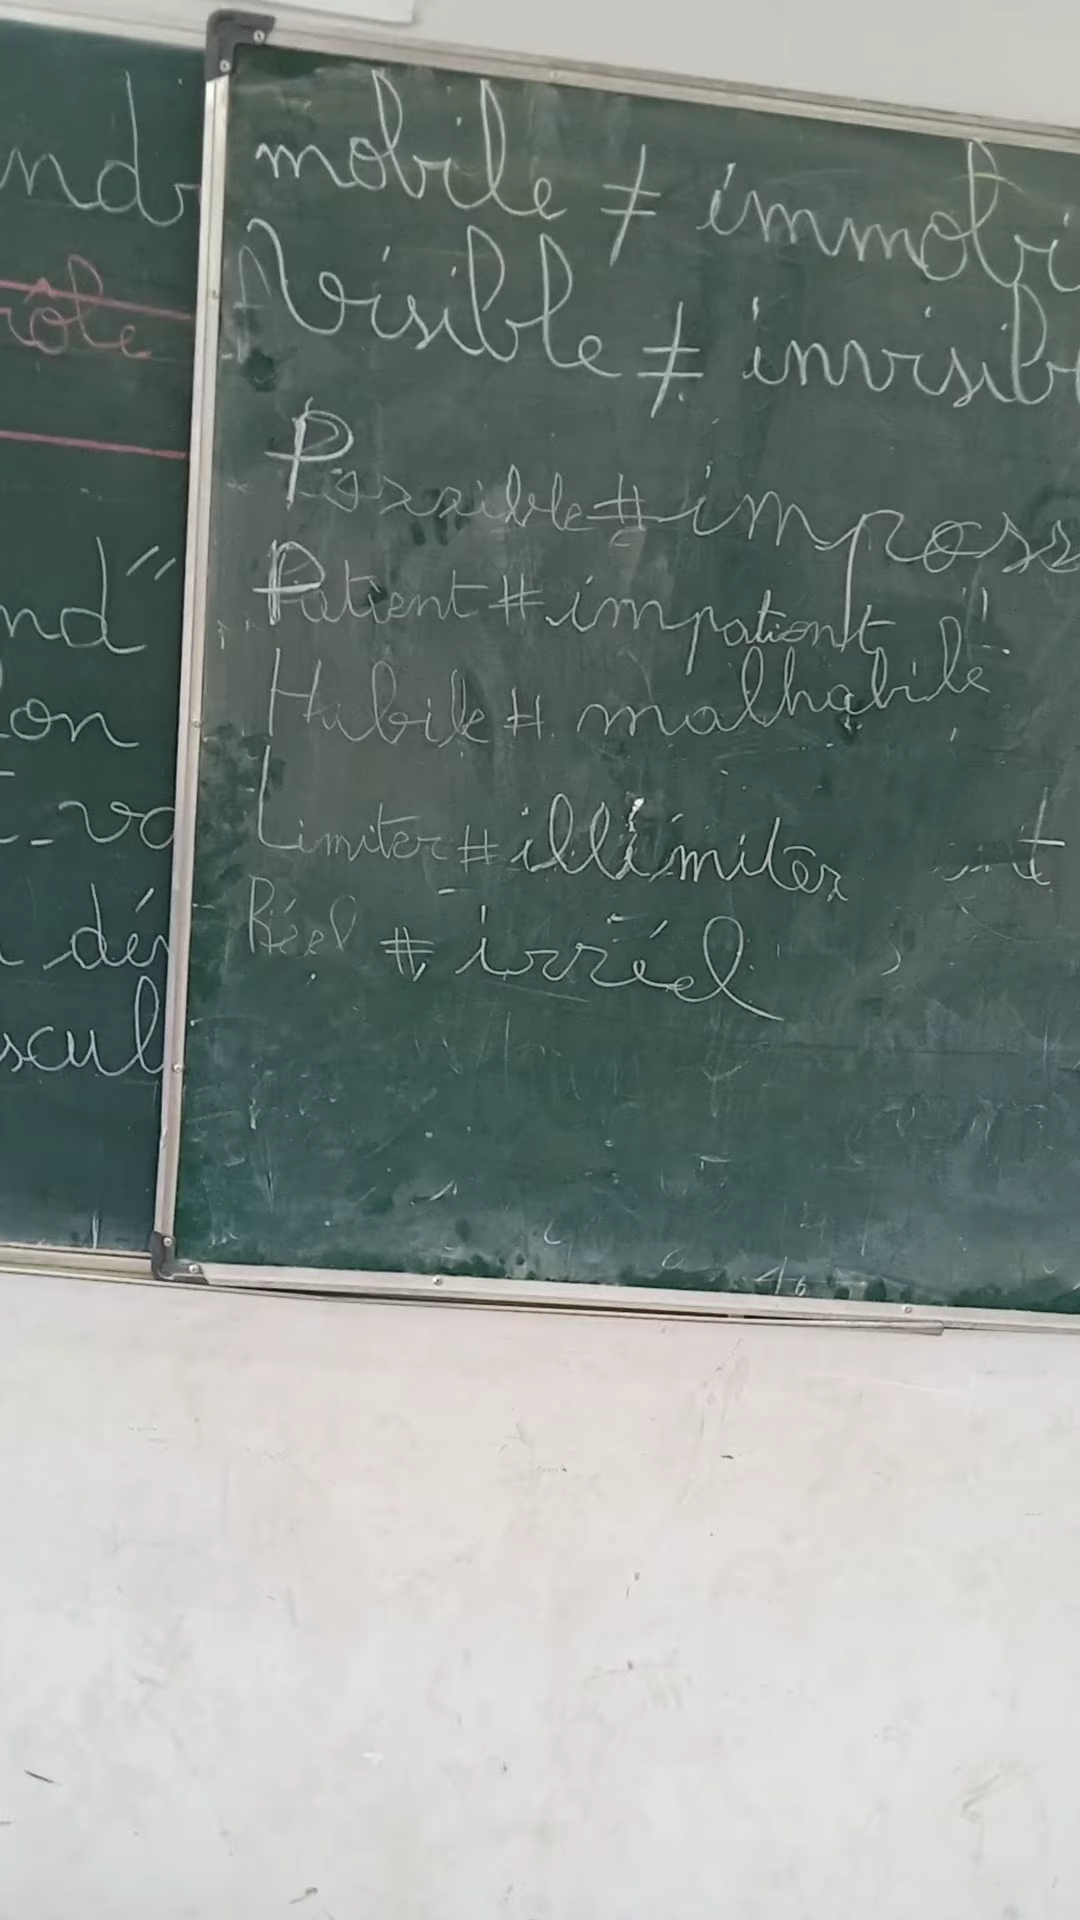 nd
rôle
nd"
on
dé
scul
mobile ≠ immobi
Visible ≠ invisib
Possible # imposs
Patient # impatient
Habile # malhabile
Limiter # illimiter
Réel # irréel